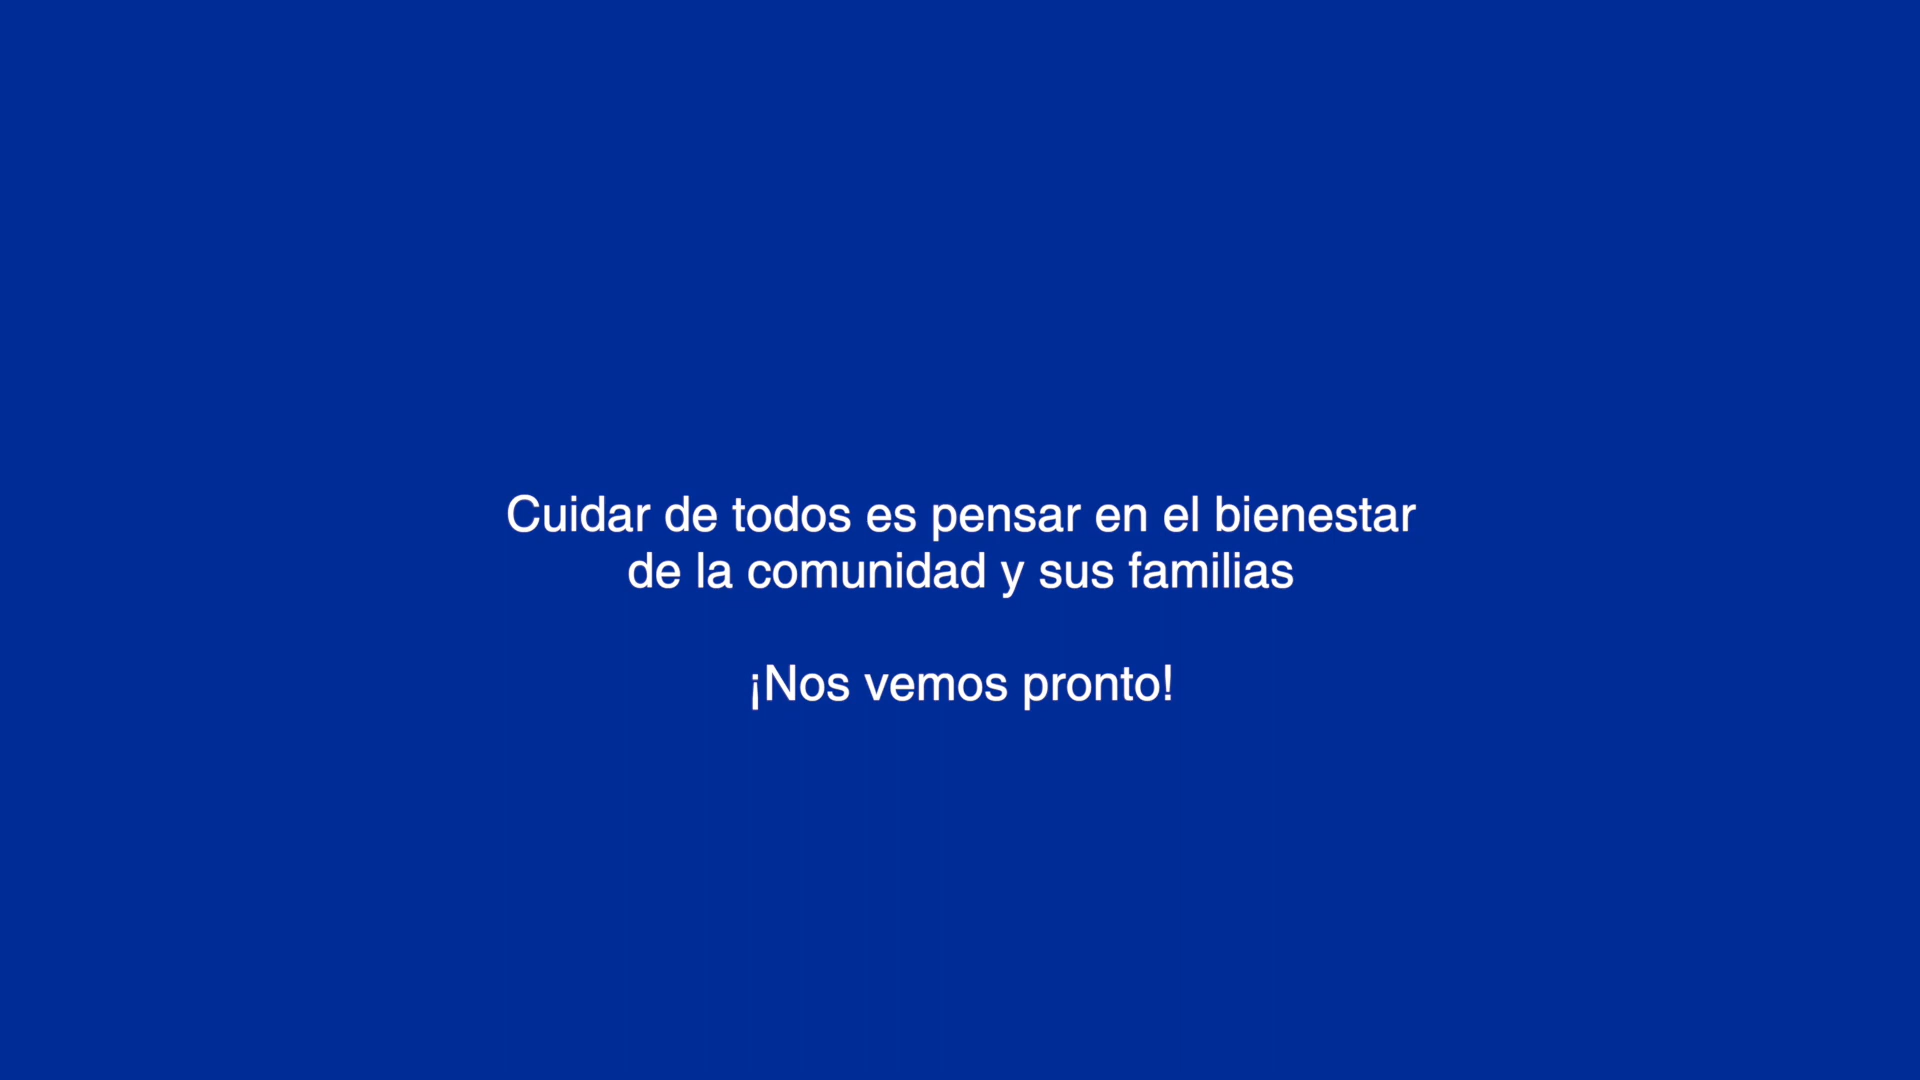 Cuidar de todos es pensar en el bienestar
de la comunidad y sus familias
¡Nos vemos pronto!